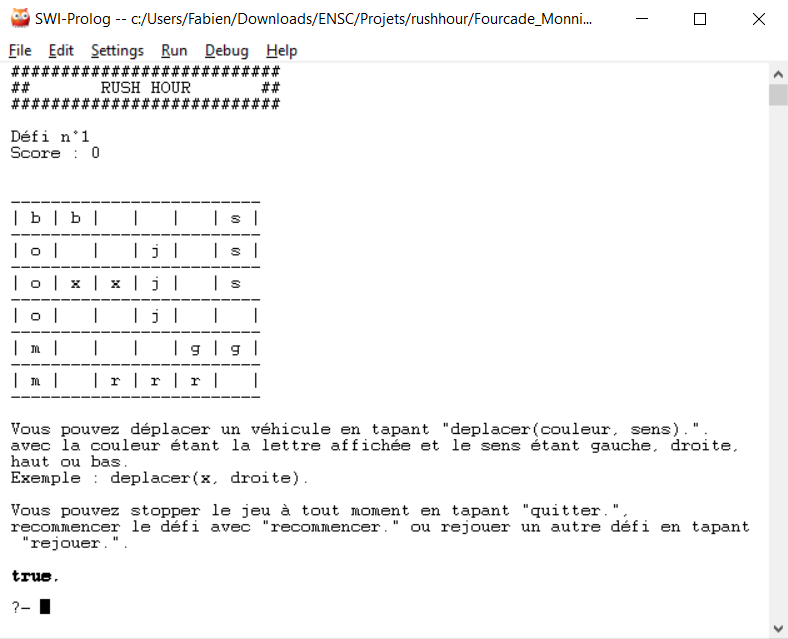 SWI-Prolog -- c:/Users/Fabien/Downloads/ENSC/Projets/rushhour/Fourcade_Monni...
File Edit Settings Run Debug Help
###########################
##       RUSH HOUR       ##
###########################
Défi n°1
Score : 0
-------------------------
| b | b |   |   |   | s |
-------------------------
| o |   |   | j |   | s |
-------------------------
| o | x | x | j |   | s
-------------------------
| o |   |   | j |   |   |
-------------------------
| m |   |   |   | g | g |
-------------------------
| m |   | r | r | r |   |
-------------------------
Vous pouvez déplacer un véhicule en tapant "deplacer(couleur, sens).".
avec la couleur étant la lettre affichée et le sens étant gauche, droite,
haut ou bas.
Exemple : deplacer(x, droite).
Vous pouvez stopper le jeu à tout moment en tapant "quitter.",
recommencer le défi avec "recommencer." ou rejouer un autre défi en tapant
"rejouer.".
true.
?-